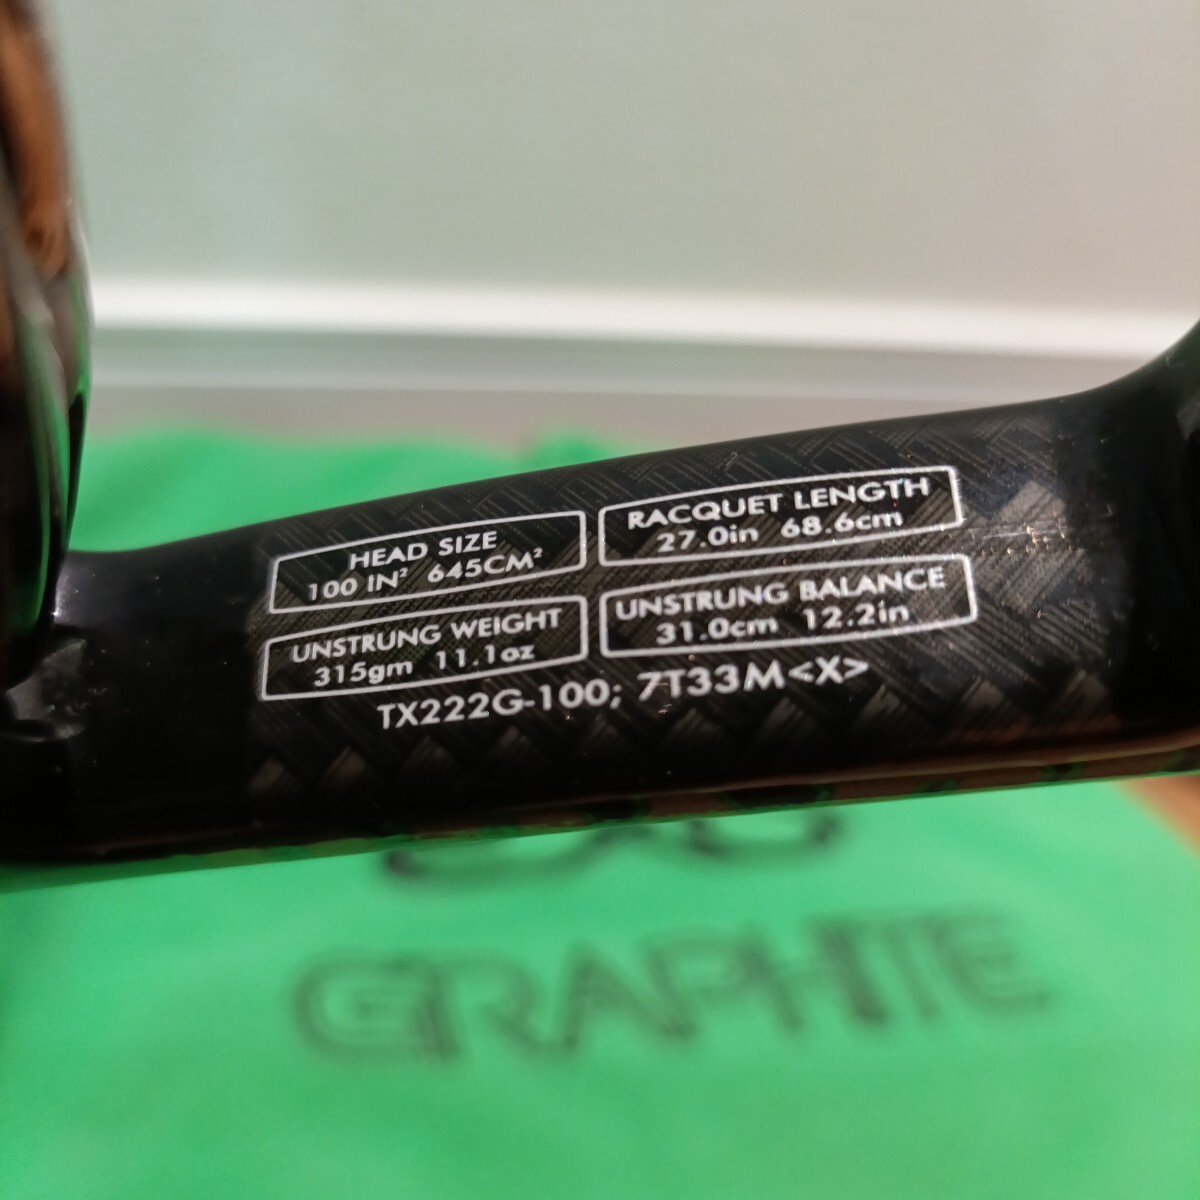 HEAD SIZE
100 IN² 645CM²
RACQUET LENGTH
27.0in 68.6cm
UNSTRUNG WEIGHT
315gm 11.1oz
UNSTRUNG BALANCE
31.0cm 12.2in
TX222G-100; 7T33M<X>
GRAPHITE